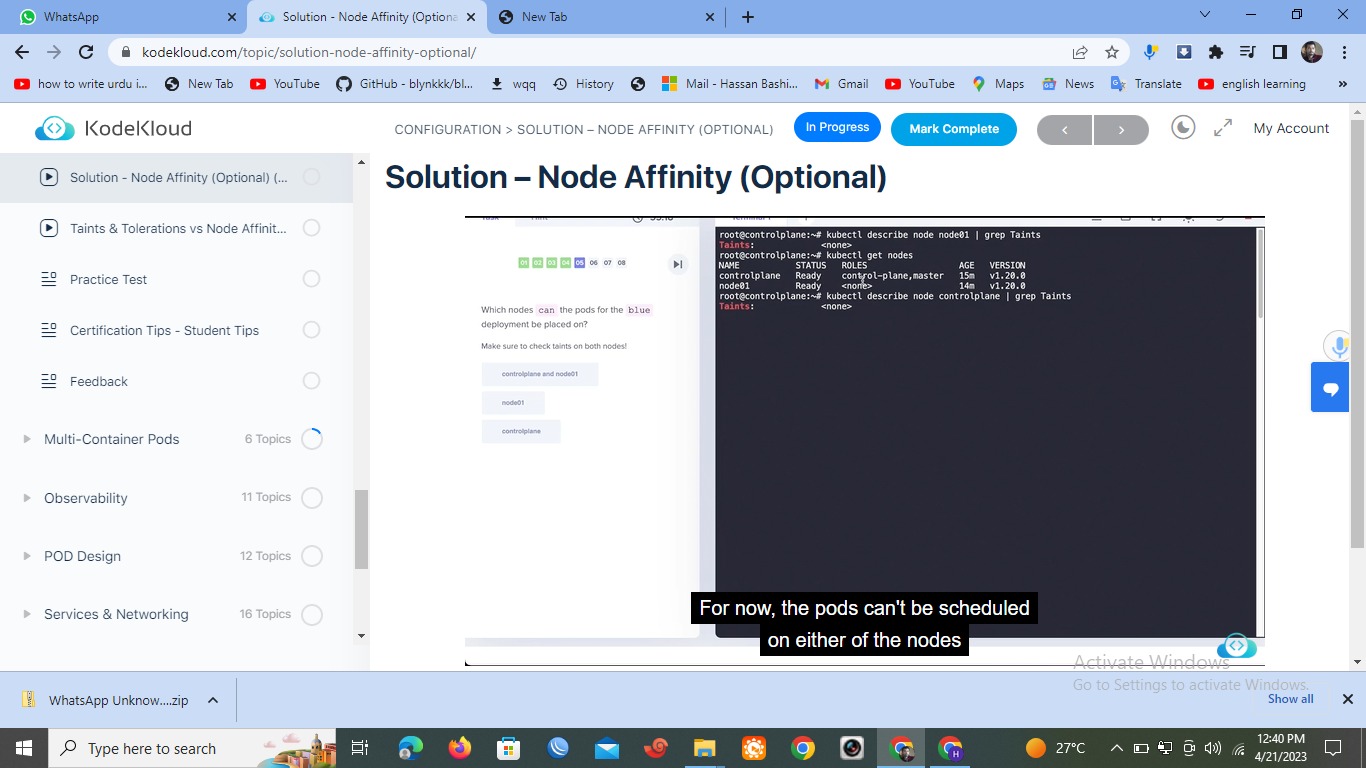 WhatsApp
Solution - Node Affinity (Optiona
New Tab
kodekloud.com/topic/solution-node-affinity-optional/
how to write urdu i...
New Tab
YouTube
GitHub - blynkkk/bl...
wqq
History
Mail - Hassan Bashi...
Gmail
YouTube
Maps
News
Translate
english learning
KodeKloud
CONFIGURATION > SOLUTION – NODE AFFINITY (OPTIONAL)
In Progress
Mark Complete
My Account
Solution - Node Affinity (Optional) (...
Taints & Tolerations vs Node Affinit...
Practice Test
Certification Tips - Student Tips
Feedback
Multi-Container Pods 6 Topics
Observability 11 Topics
POD Design 12 Topics
Services & Networking 16 Topics
Solution – Node Affinity (Optional)
01 02 03 04 05 06 07 08
Which nodes can the pods for the blue
deployment be placed on?
Make sure to check taints on both nodes!
controlplane and node01
node01
controlplane
root@controlplane:~# kubectl describe node node01 | grep Taints
Taints: <none>
root@controlplane:~# kubectl get nodes
NAME STATUS ROLES AGE VERSION
controlplane Ready control-plane,master 15m v1.20.0
node01 Ready <none> 14m v1.20.0
root@controlplane:~# kubectl describe node controlplane | grep Taints
Taints: <none>
For now, the pods can't be scheduled
on either of the nodes
Activate Windows
Go to Settings to activate Windows.
WhatsApp Unknow....zip
Show all
Type here to search
27°C
12:40 PM
4/21/2023